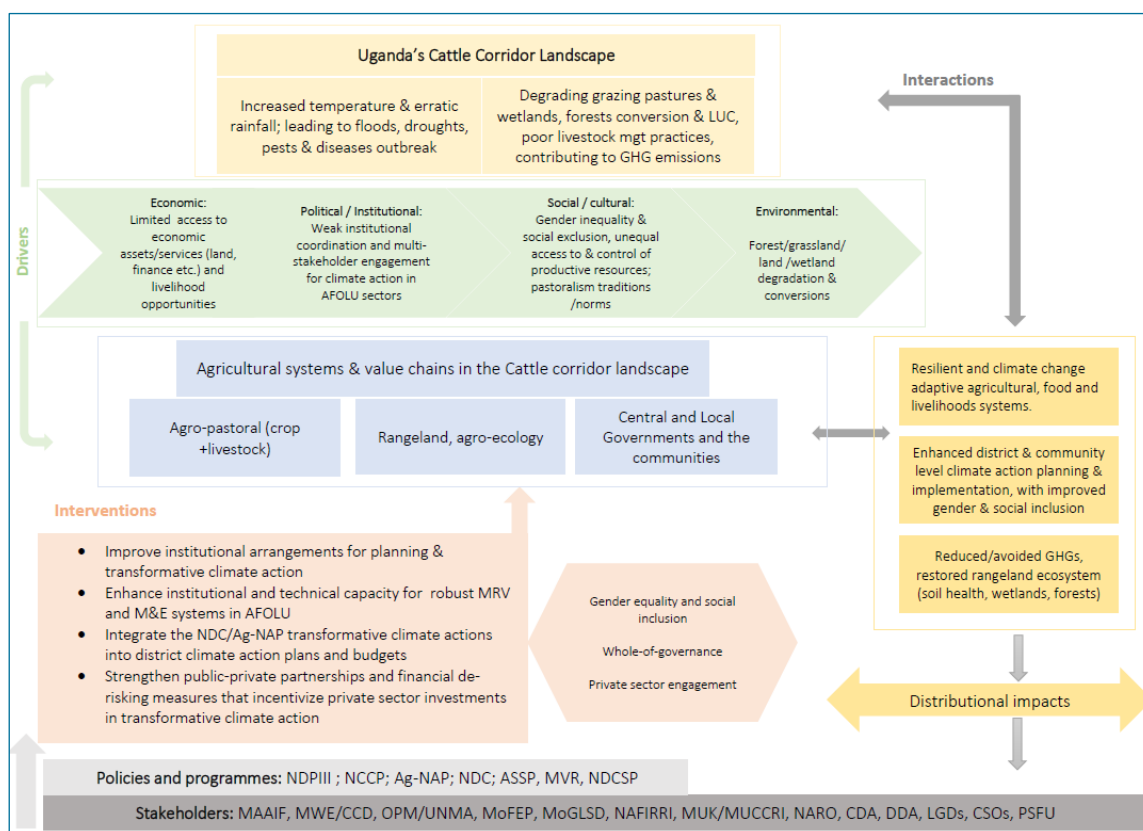 Uganda's Cattle Corridor Landscape
Increased temperature & erratic
rainfall; leading to floods, droughts,
pests & diseases outbreak
Degrading grazing pastures &
wetlands, forests conversion & LUC,
poor livestock mgt practices,
contributing to GHG emissions
Interactions
Drivers
Economic:
Limited access to
economic
assets/services (land,
finance etc.) and
livelihood
opportunities
Political / Institutional:
Weak institutional
coordination and multi-
stakeholder engagement
for climate action in
AFOLU sectors
Social / cultural:
Gender inequality &
social exclusion, unequal
access to & control of
productive resources;
pastoralism traditions
/norms
Environmental:
Forest/grassland/
land /wetland
degradation &
conversions
Agricultural systems & value chains in the Cattle corridor landscape
Agro-pastoral (crop
+livestock)
Rangeland, agro-ecology
Central and Local
Governments and the
communities
Resilient and climate change
adaptive agricultural, food and
livelihoods systems.
Enhanced district & community
level climate action planning &
implementation, with improved
gender & social inclusion
Reduced/avoided GHGs,
restored rangeland ecosystem
(soil health, wetlands, forests)
Interventions
• Improve institutional arrangements for planning &
transformative climate action
• Enhance institutional and technical capacity for robust MRV
and M&E systems in AFOLU
• Integrate the NDC/Ag-NAP transformative climate actions
into district climate action plans and budgets
• Strengthen public-private partnerships and financial de-
risking measures that incentivize private sector investments
in transformative climate action
Gender equality and social
inclusion
Whole-of-governance
Private sector engagement
Distributional impacts
Policies and programmes: NDPIII ; NCCP; Ag-NAP; NDC; ASSP, MVR, NDCSP
Stakeholders: MAAIF, MWE/CCD, OPM/UNMA, MoFEP, MoGLSD, NAFIRRI, MUK/MUCCRI, NARO, CDA, DDA, LGDs, CSOs, PSFU